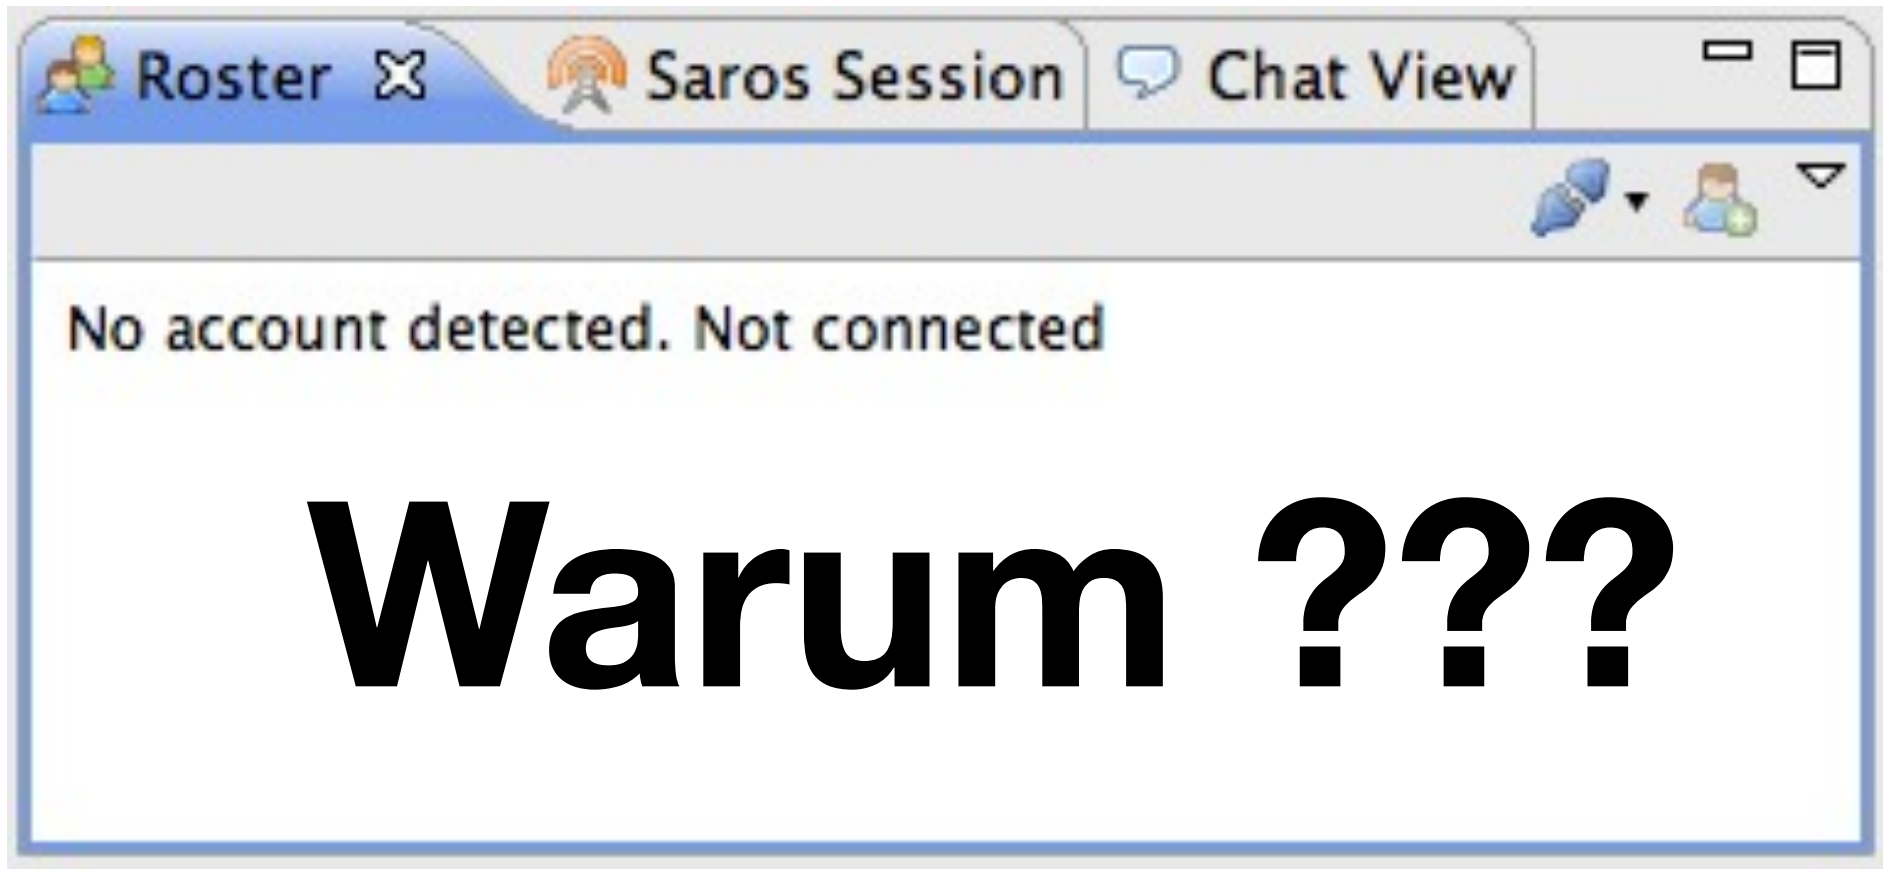 Roster Saros Session Chat View
No account detected. Not connected
Warum ???